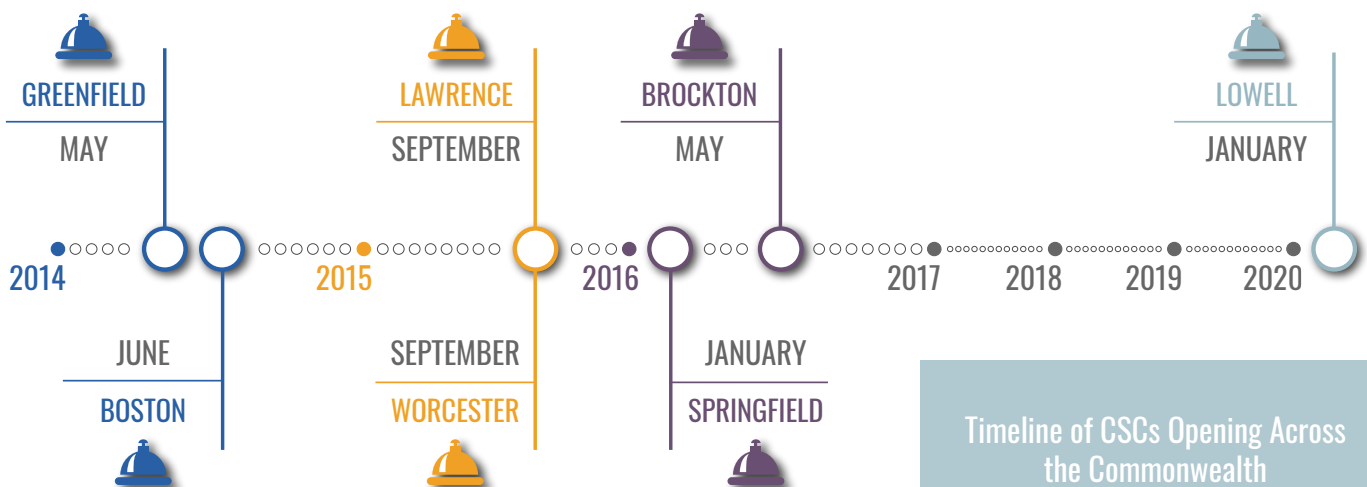 GREENFIELD
MAY
LAWRENCE
SEPTEMBER
BROCKTON
MAY
LOWELL
JANUARY
2014
2015
2016
2017
2018
2019
2020
JUNE
BOSTON
SEPTEMBER
WORCESTER
JANUARY
SPRINGFIELD
Timeline of CSCs Opening Across
the Commonwealth